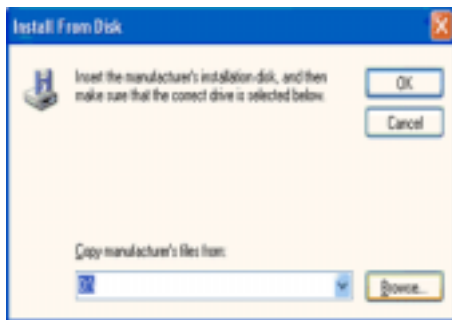 Install From Disk
Insert the manufacturer's installation disk, and then
make sure that the correct drive is selected below.
OK
Cancel
Copy manufacturer's files from:
D:\
Browse...